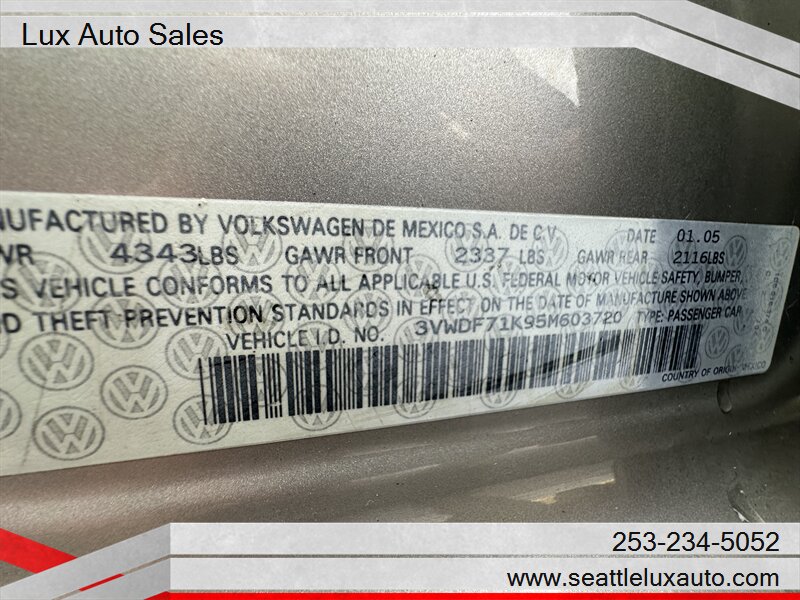 Lux Auto Sales
NUFACTURED BY VOLKSWAGEN DE MEXICO S.A. DE C.V. DATE 01.05
WR 4343LBS GAWR FRONT 2337 LBS GAWR REAR 2116LBS
S VEHICLE CONFORMS TO ALL APPLICABLE U.S. FEDERAL MOTOR VEHICLE SAFETY, BUMPER,
D THEFT PREVENTION STANDARDS IN EFFECT ON THE DATE OF MANUFACTURE SHOWN ABOVE.
VEHICLE I.D. NO. 3VWDF71K95M603720 TYPE: PASSENGER CAR
COUNTRY OF ORIGIN: MEXICO
253-234-5052
www.seattleluxauto.com